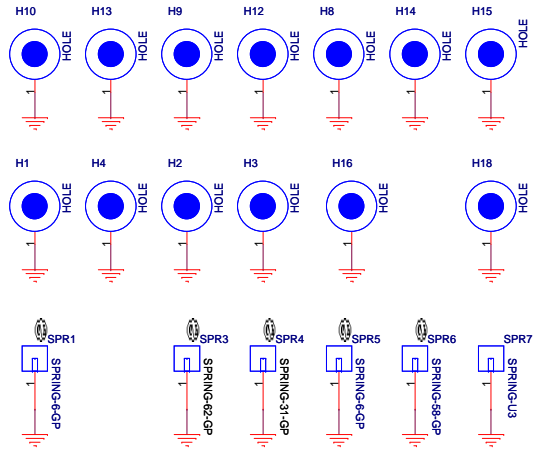 H10 H13 H9 H12 H8 H14 H15
HOLE HOLE HOLE HOLE HOLE HOLE HOLE
1 1 1 1 1 1 1
H1 H4 H2 H3 H16 H18
HOLE HOLE HOLE HOLE HOLE HOLE
1 1 1 1 1 1
@ @ @ @ @
SPR1 SPR3 SPR4 SPR5 SPR6 SPR7
SPRING-6-GP SPRING-62-GP SPRING-31-GP SPRING-6-GP SPRING-58-GP SPRING-U3
1 1 1 1 1 1